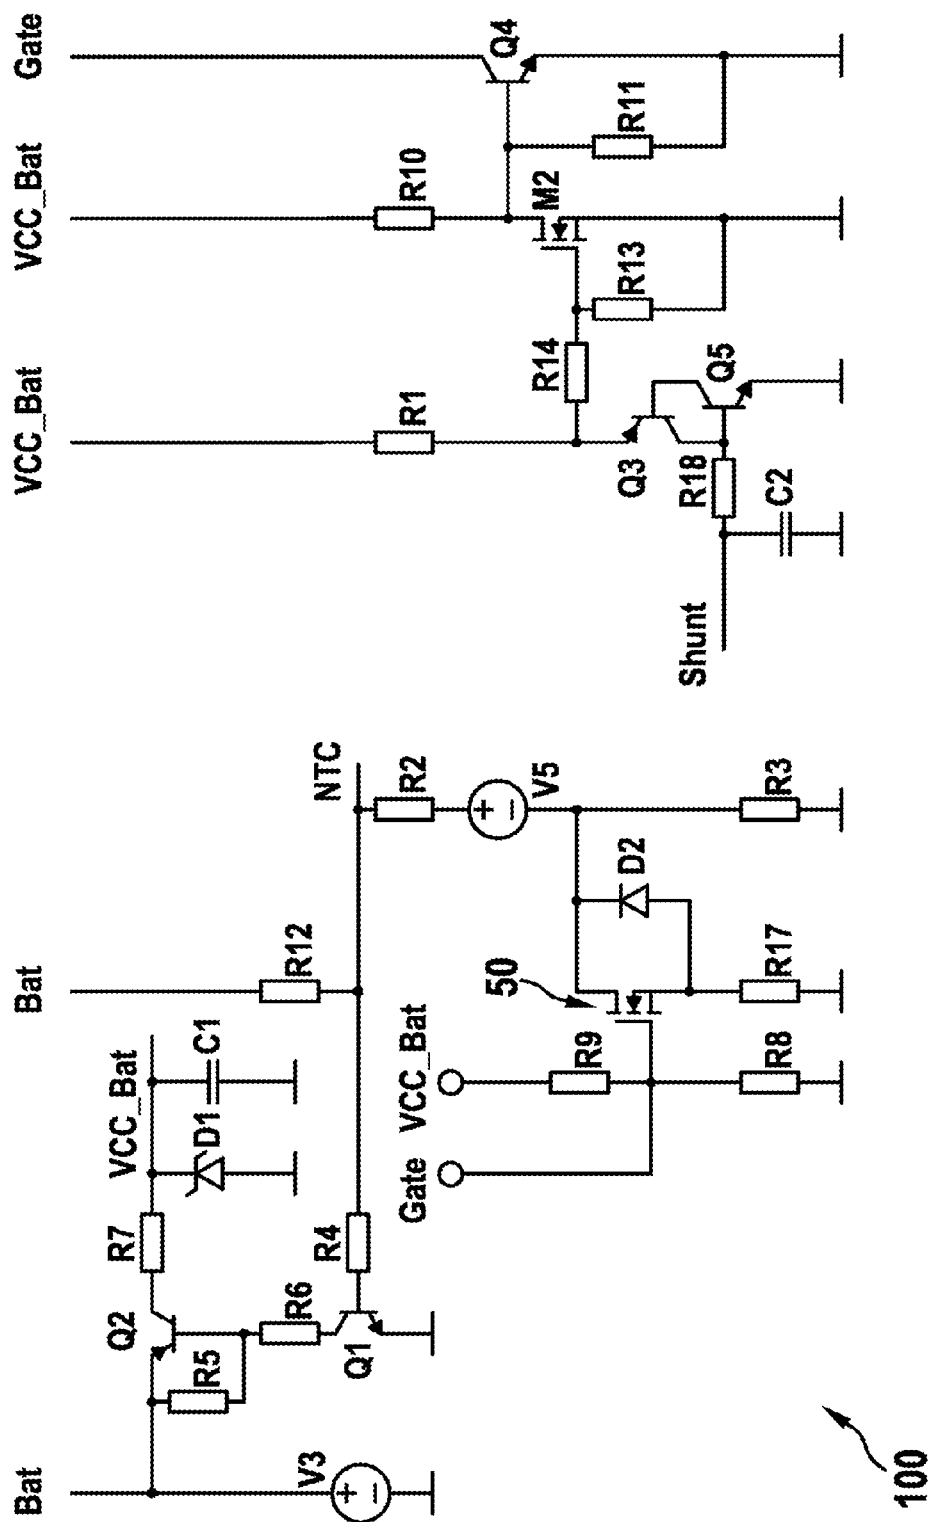 Bat
V3
R5
Q2
R7
VCC_Bat
D1
C1
R6
Q1
R4
Bat
R12
NTC
R2
V5
Gate
VCC_Bat
R9
50
D2
R8
R17
R3
100
VCC_Bat
VCC_Bat
Gate
R1
R10
R14
M2
Q4
R13
R11
Q3
Q5
R18
C2
Shunt